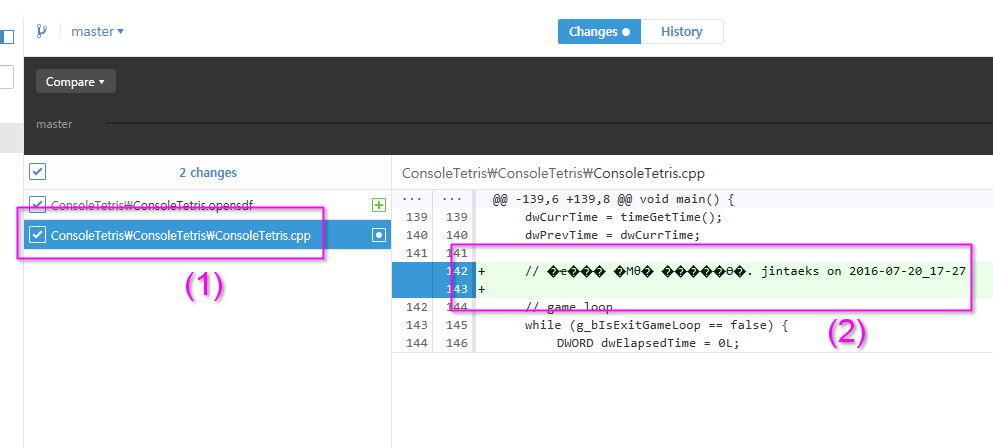 master
Changes
History
Compare
master
2 changes
ConsoleTetris₩ConsoleTetris.opensdf
ConsoleTetris₩ConsoleTetris₩ConsoleTetris.cpp
(1)
ConsoleTetris₩ConsoleTetris₩ConsoleTetris.cpp
... ... @@ -139,6 +139,8 @@ void main() {
139 139 dwCurrTime = timeGetTime();
140 140 dwPrevTime = dwCurrTime;
141 141
142 + // �ҽ��� �Мθ� �����θ�. jintaeks on 2016-07-20_17-27
143 +
142 144 // game loop
143 145 while (g_bIsExitGameLoop == false) {
144 146 DWORD dwElapsedTime = 0L;
(2)